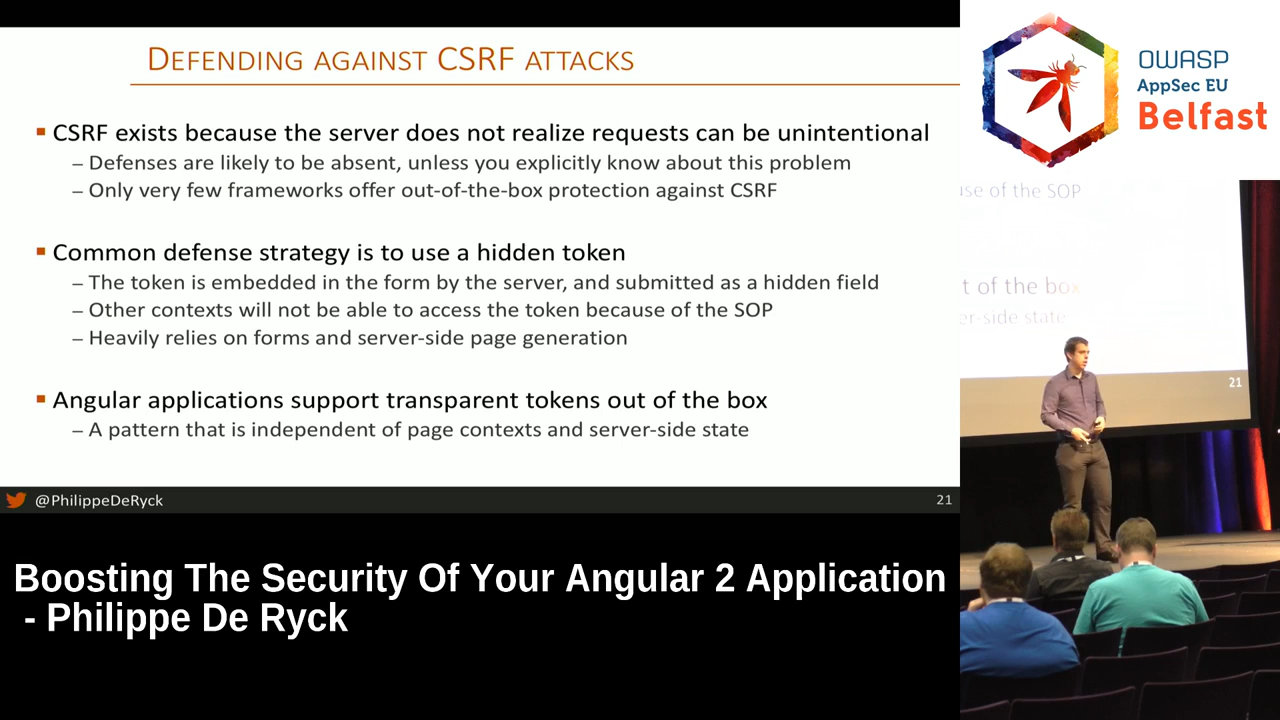 DEFENDING AGAINST CSRF ATTACKS
▪ CSRF exists because the server does not realize requests can be unintentional
– Defenses are likely to be absent, unless you explicitly know about this problem
– Only very few frameworks offer out-of-the-box protection against CSRF
▪ Common defense strategy is to use a hidden token
– The token is embedded in the form by the server, and submitted as a hidden field
– Other contexts will not be able to access the token because of the SOP
– Heavily relies on forms and server-side page generation
▪ Angular applications support transparent tokens out of the box
– A pattern that is independent of page contexts and server-side state
@PhilippeDeRyck
21
Boosting The Security Of Your Angular 2 Application
- Philippe De Ryck
OWASP
AppSec EU
Belfast
of the SOP
of the box
state
21